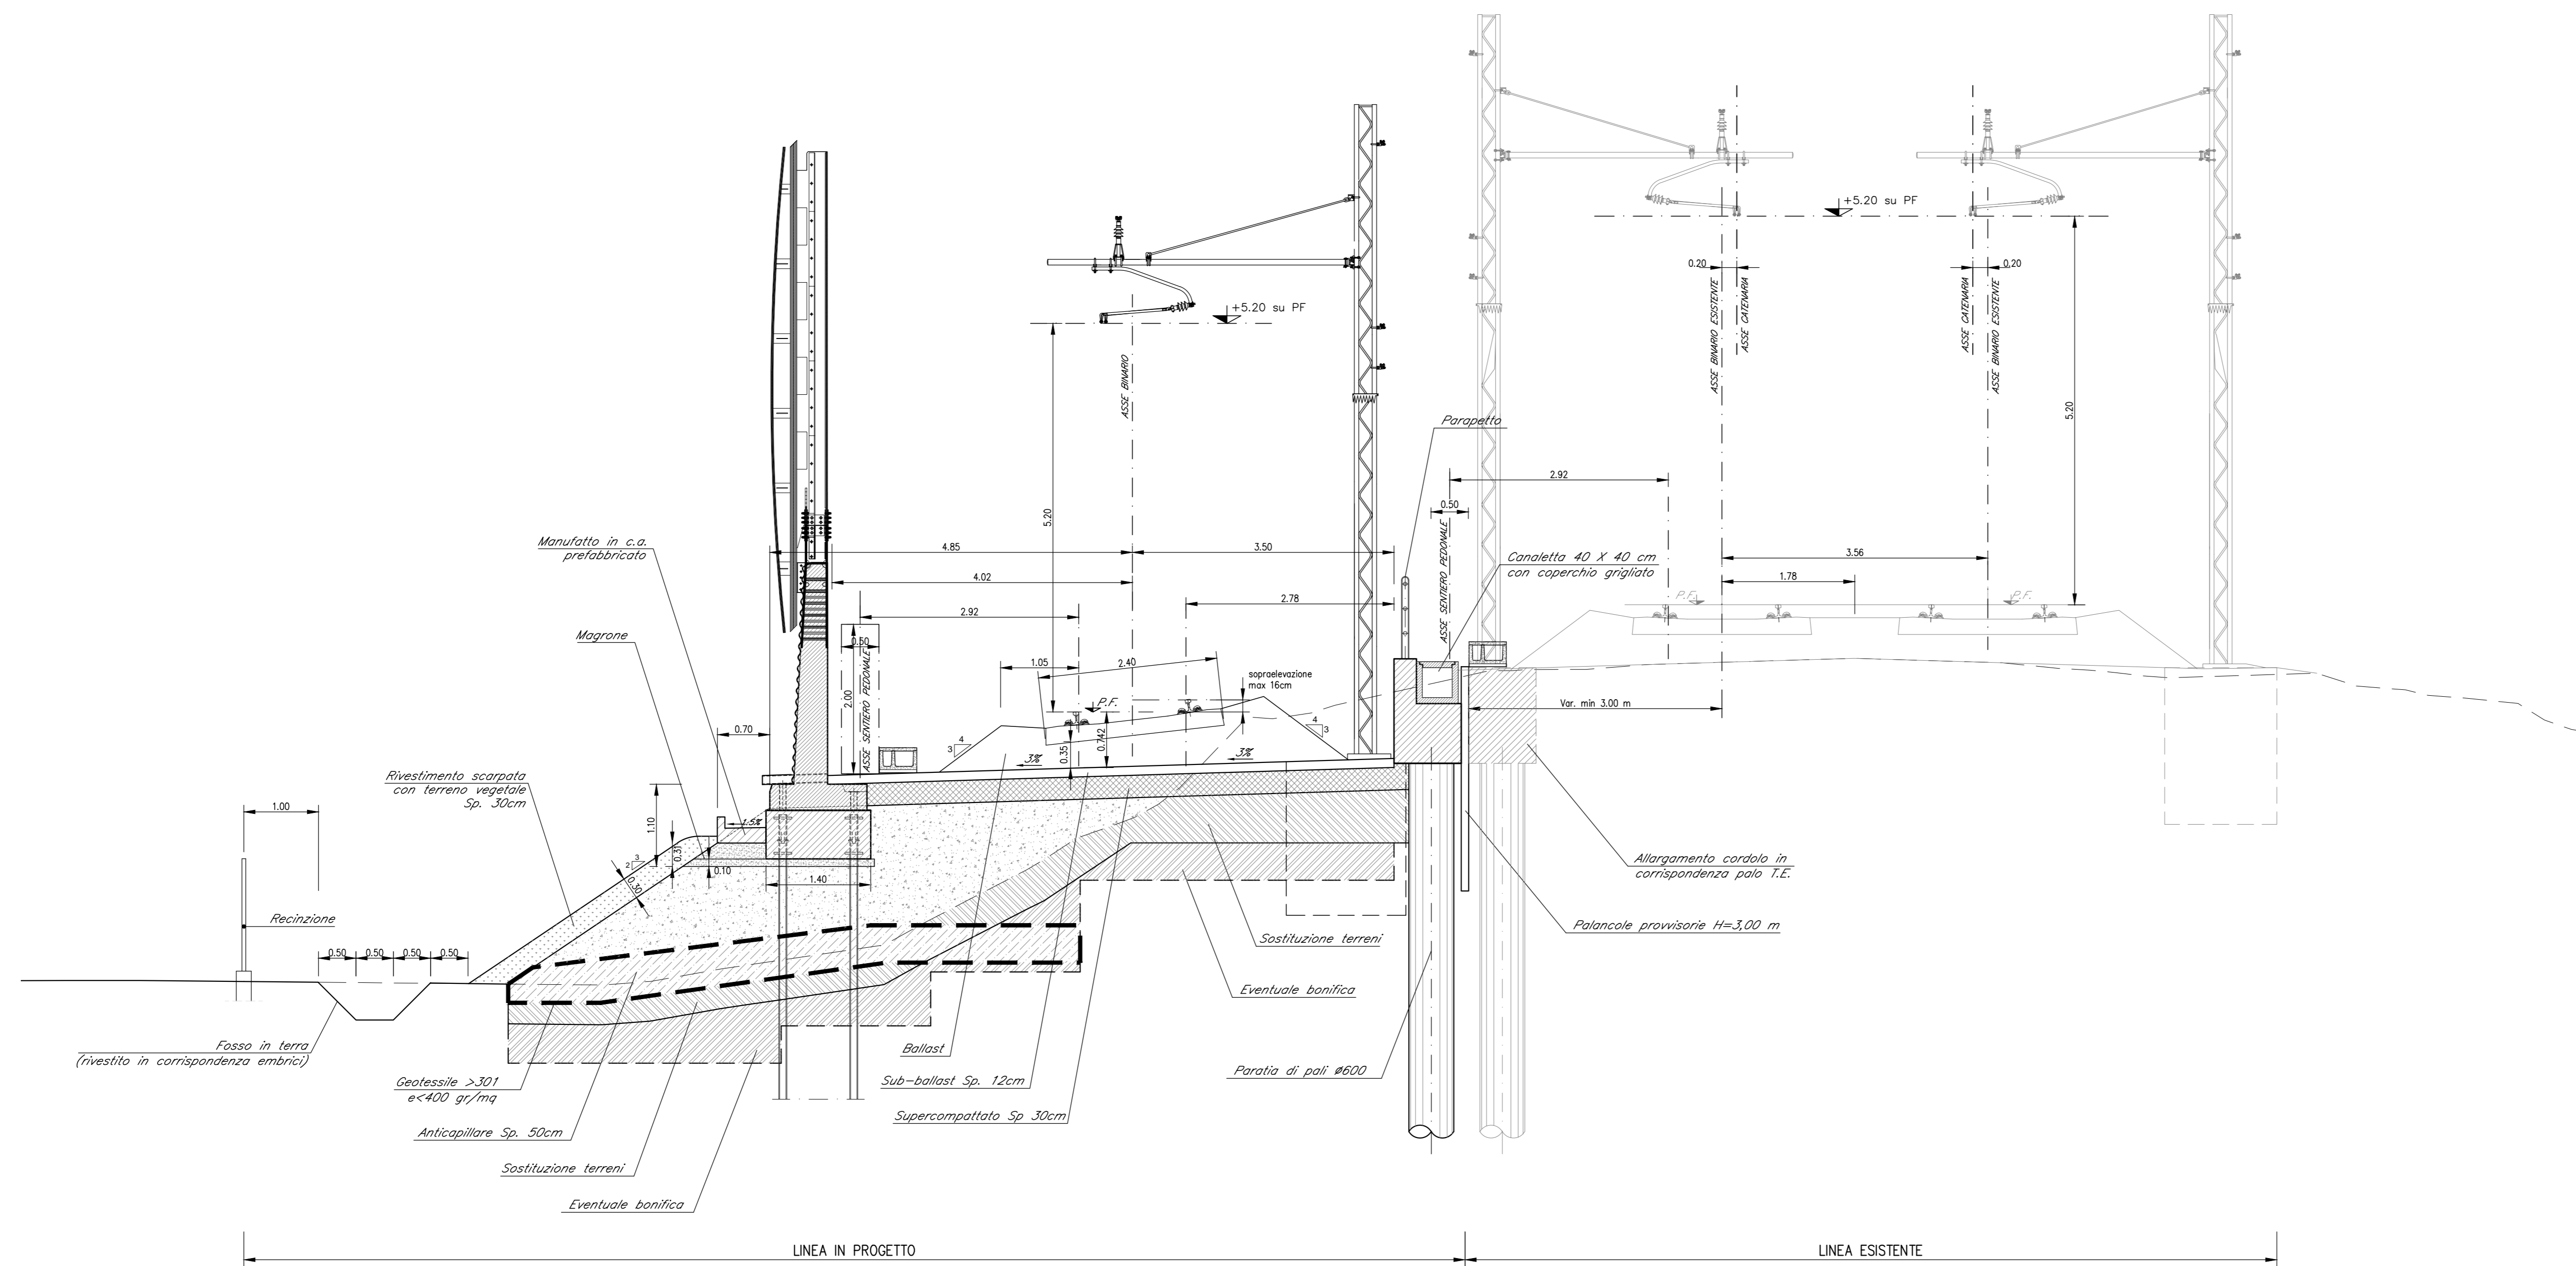 +5.20 su PF
0.20
0.20
ASSE BINARIO ESISTENTE
ASSE CATENARIA
ASSE CATENARIA
ASSE BINARIO ESISTENTE
5.20
+5.20 su PF
ASSE BINARIO
5.20
Parapetto
2.92
0.50
ASSE SENTIERO PEDONALE
Canaletta 40 X 40 cm
con coperchio grigliato
3.56
1.78
P.F.
P.F.
Manufatto in c.a.
prefabbricato
4.85
3.50
4.02
2.92
2.78
Magrone
0.50
2.00
ASSE SENTIERO PEDONALE
1.05
2.40
sopraelevazione
max 16cm
P.F.
Var. min 3.00 m
0.70
4
3
4
3
0.35
0.742
3%
3%
Rivestimento scarpata
con terreno vegetale
Sp. 30cm
1.00
1.10
1.5%
0.31
3
2
0.10
0.30
1.40
Allargamento cordolo in
corrispondenza palo T.E.
Recinzione
Palancole provvisorie H=3,00 m
0.50
0.50
0.50
0.50
Sostituzione terreni
Eventuale bonifica
Fosso in terra
(rivestito in corrispondenza embrici)
Ballast
Geotessile >301
e<400 gr/mq
Sub-ballast Sp. 12cm
Paratia di pali ø600
Supercompattato Sp 30cm
Anticapillare Sp. 50cm
Sostituzione terreni
Eventuale bonifica
LINEA IN PROGETTO
LINEA ESISTENTE